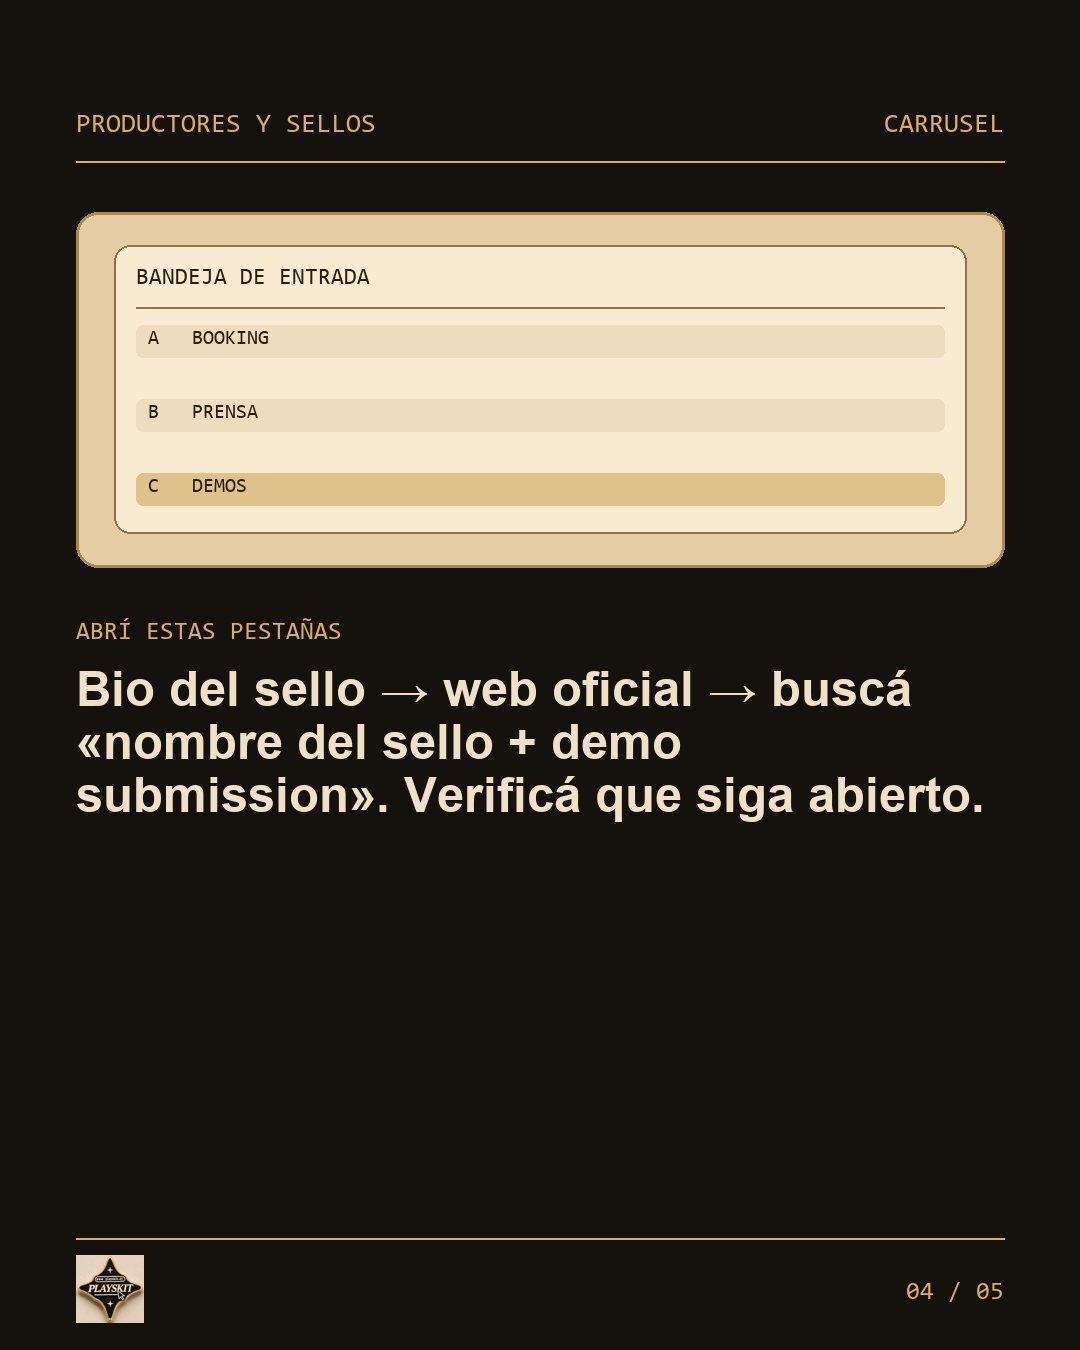 PRODUCTORES Y SELLOS
CARRUSEL
BANDEJA DE ENTRADA
A BOOKING
B PRENSA
C DEMOS
ABRÍ ESTAS PESTAÑAS
Bio del sello → web oficial → buscá
«nombre del sello + demo
submission». Verificá que siga abierto.
PLAYSKIT
04 / 05